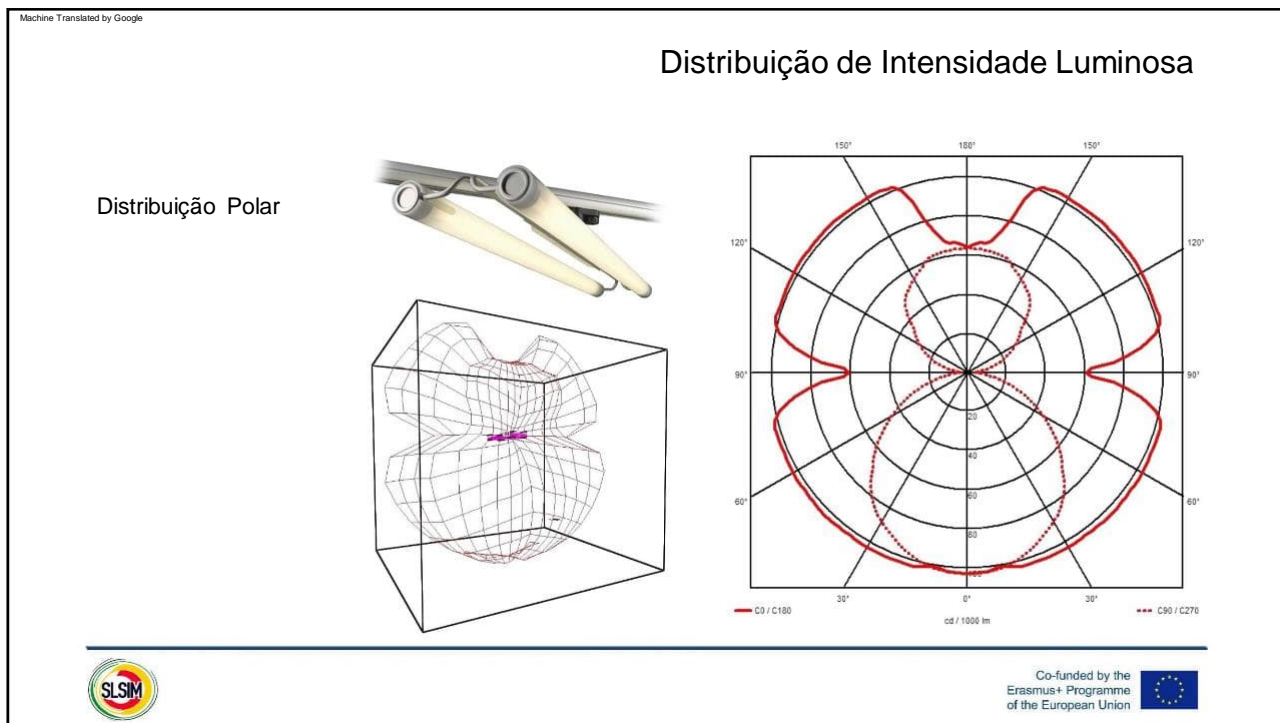 Machine Translated by Google
Distribuição de Intensidade Luminosa
Distribuição Polar
150° 180° 150°
120° 120°
90° 90°
20
40
60
60° 60°
80
30° 0° 30°
C0 / C180 C90 / C270
cd / 1000 lm
SLSIM
Co-funded by the
Erasmus+ Programme
of the European Union